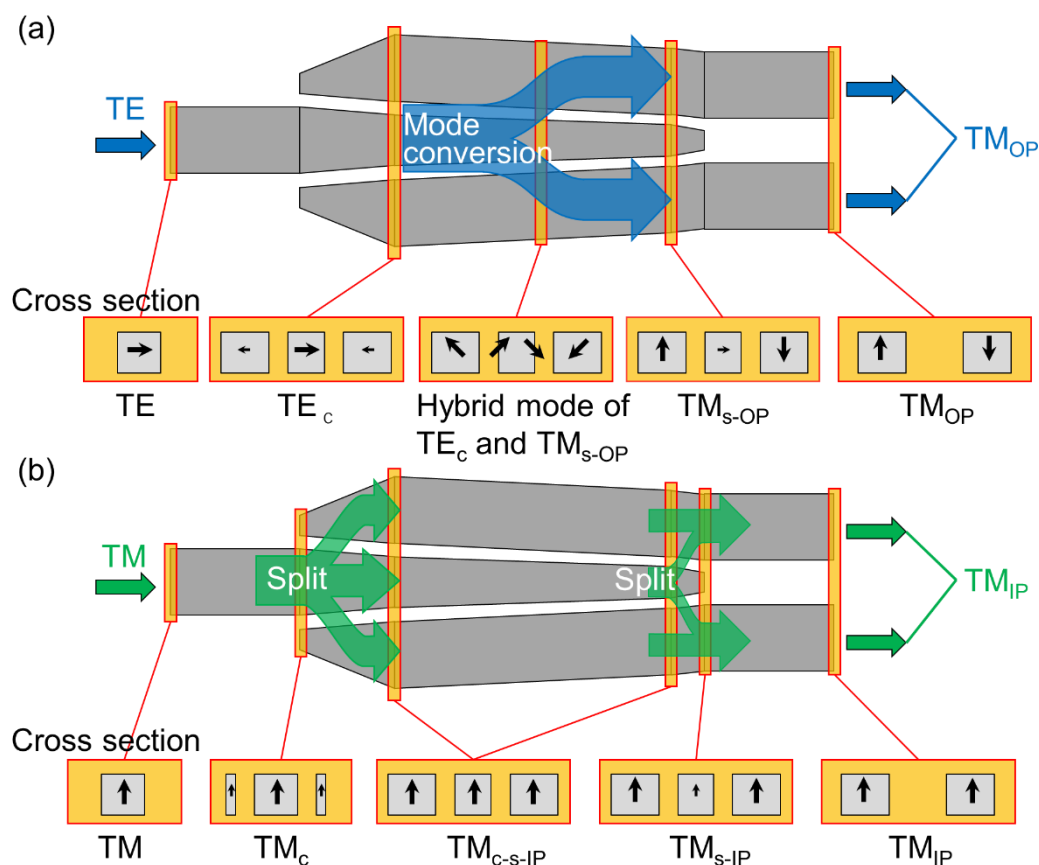 (a)
TE
Mode
conversion
TM_OP
Cross section
TE
TE_c
Hybrid mode of
TE_c and TM_s-OP
TM_s-OP
TM_OP
(b)
TM
Split
Split
TM_IP
Cross section
TM
TM_c
TM_c-s-IP
TM_s-IP
TM_IP